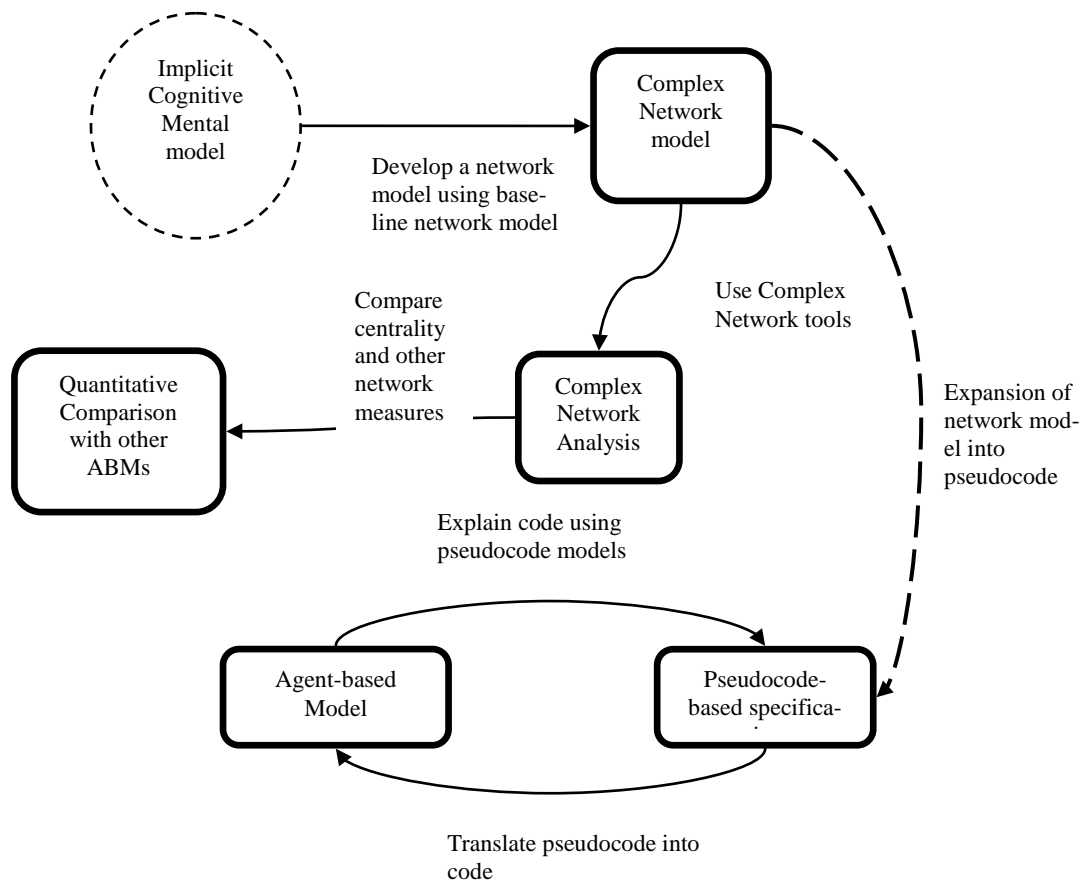 Implicit
Cognitive
Mental
model
Complex
Network
model
Develop a network
model using base-
line network model
Use Complex
Network tools
Compare
centrality
and other
network
measures
Quantitative
Comparison
with other
ABMs
Complex
Network
Analysis
Expansion of
network mod-
el into
pseudocode
Explain code using
pseudocode models
Agent-based
Model
Pseudocode-
based specifica-
Translate pseudocode into
code